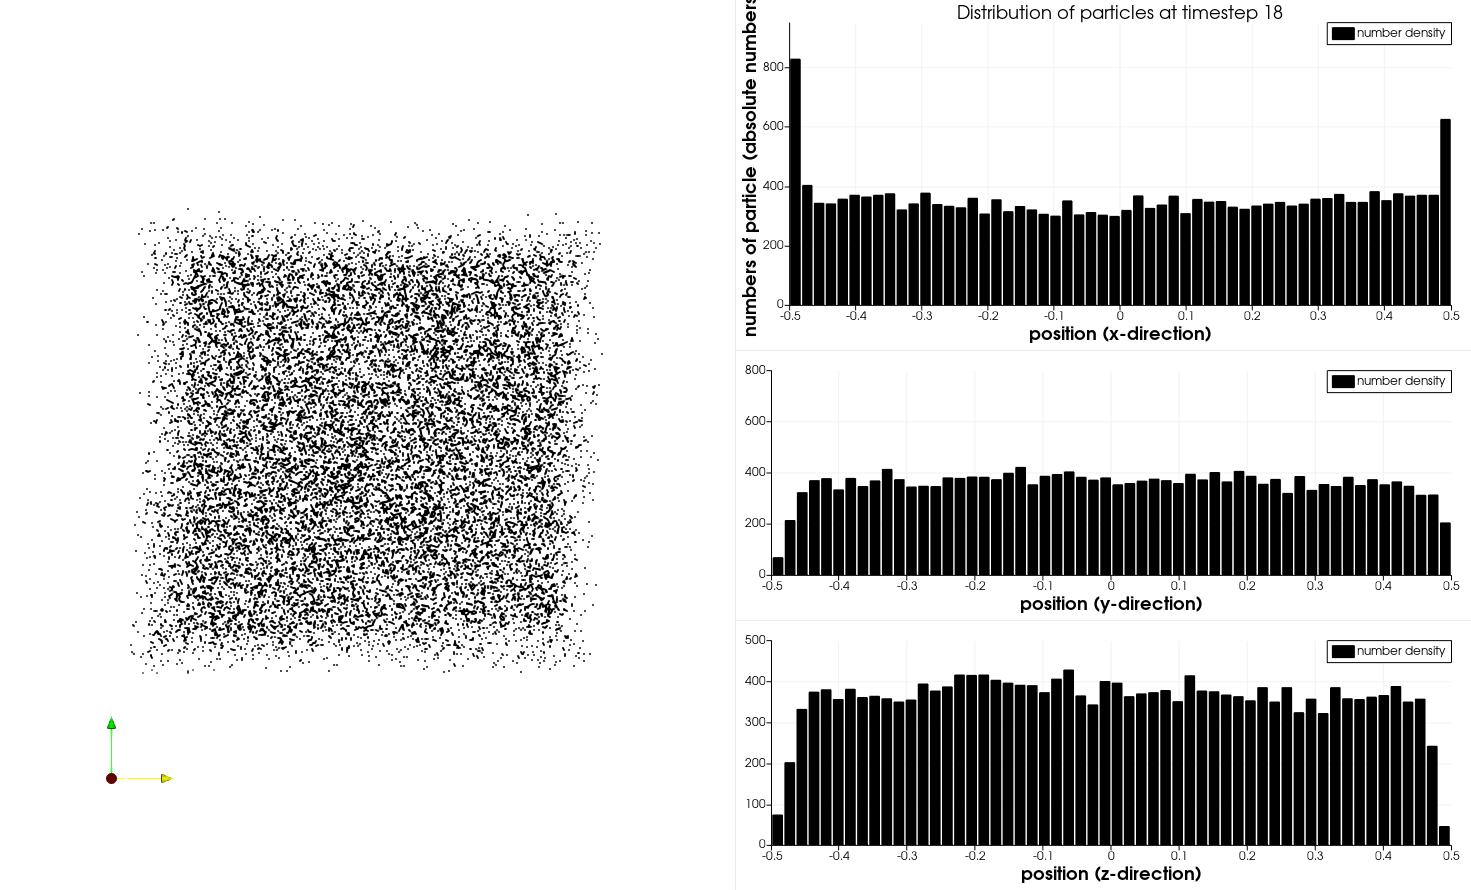 Distribution of particles at timestep 18
number density
numbers of particle (absolute numbers
800
600
400
200
0
-0.5 -0.4 -0.3 -0.2 -0.1 0 0.1 0.2 0.3 0.4 0.5
position (x-direction)
number density
800
600
400
200
0
-0.5 -0.4 -0.3 -0.2 -0.1 0 0.1 0.2 0.3 0.4 0.5
position (y-direction)
number density
500
400
300
200
100
0
-0.5 -0.4 -0.3 -0.2 -0.1 0 0.1 0.2 0.3 0.4 0.5
position (z-direction)